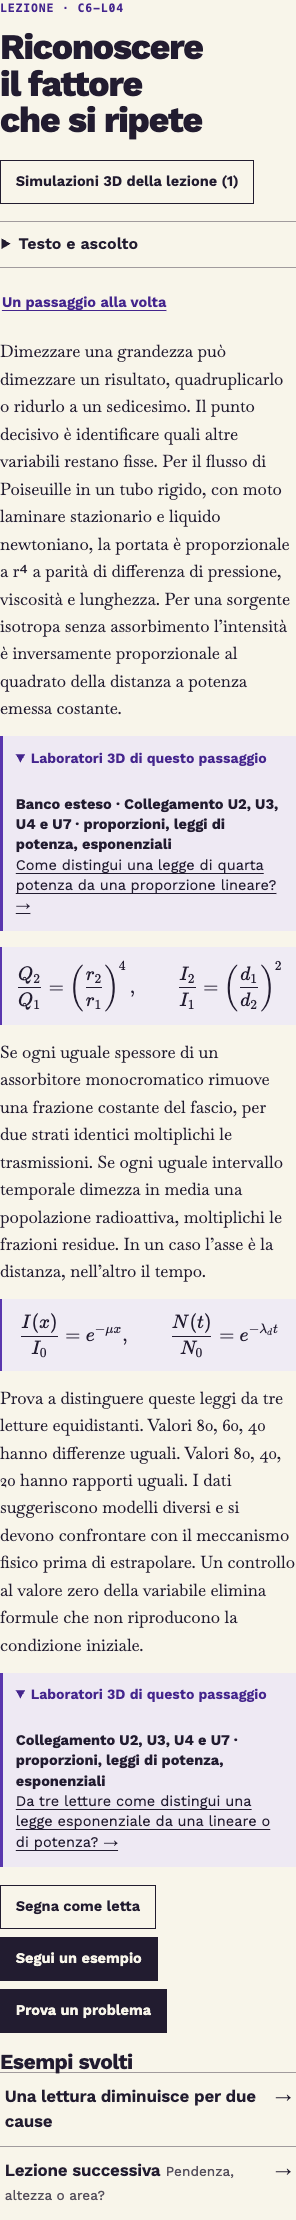 LEZIONE · C6–L04
Riconoscere
il fattore
che si ripete
Simulazioni 3D della lezione (1)
▶ Testo e ascolto
Un passaggio alla volta
Dimezzare una grandezza può
dimezzare un risultato, quadruplicarlo
o ridurlo a un sedicesimo. Il punto
decisivo è identificare quali altre
variabili restano fisse. Per il flusso di
Poiseuille in un tubo rigido, con moto
laminare stazionario e liquido
newtoniano, la portata è proporzionale
a r⁴ a parità di differenza di pressione,
viscosità e lunghezza. Per una sorgente
isotropa senza assorbimento l’intensità
è inversamente proporzionale al
quadrato della distanza a potenza
emessa costante.
▼ Laboratori 3D di questo passaggio
Banco esteso · Collegamento U2, U3,
U4 e U7 · proporzioni, leggi di
potenza, esponenziali
Come distingui una legge di quarta
potenza da una proporzione lineare?
→
Q₂/Q₁ = (r₂/r₁)⁴, I₂/I₁ = (d₁/d₂)²
Se ogni uguale spessore di un
assorbitore monocromatico rimuove
una frazione costante del fascio, per
due strati identici moltiplichi le
trasmissioni. Se ogni uguale intervallo
temporale dimezza in media una
popolazione radioattiva, moltiplichi le
frazioni residue. In un caso l’asse è la
distanza, nell’altro il tempo.
I(x)/I₀ = e^{−μx}, N(t)/N₀ = e^{−λ_d t}
Prova a distinguere queste leggi da tre
letture equidistanti. Valori 80, 60, 40
hanno differenze uguali. Valori 80, 40,
20 hanno rapporti uguali. I dati
suggeriscono modelli diversi e si
devono confrontare con il meccanismo
fisico prima di estrapolare. Un controllo
al valore zero della variabile elimina
formule che non riproducono la
condizione iniziale.
▼ Laboratori 3D di questo passaggio
Collegamento U2, U3, U4 e U7 ·
proporzioni, leggi di potenza,
esponenziali
Da tre letture come distingui una
legge esponenziale da una lineare o
di potenza? →
Segna come letta
Segui un esempio
Prova un problema
Esempi svolti
Una lettura diminuisce per due →
cause
Lezione successiva Pendenza, →
altezza o area?